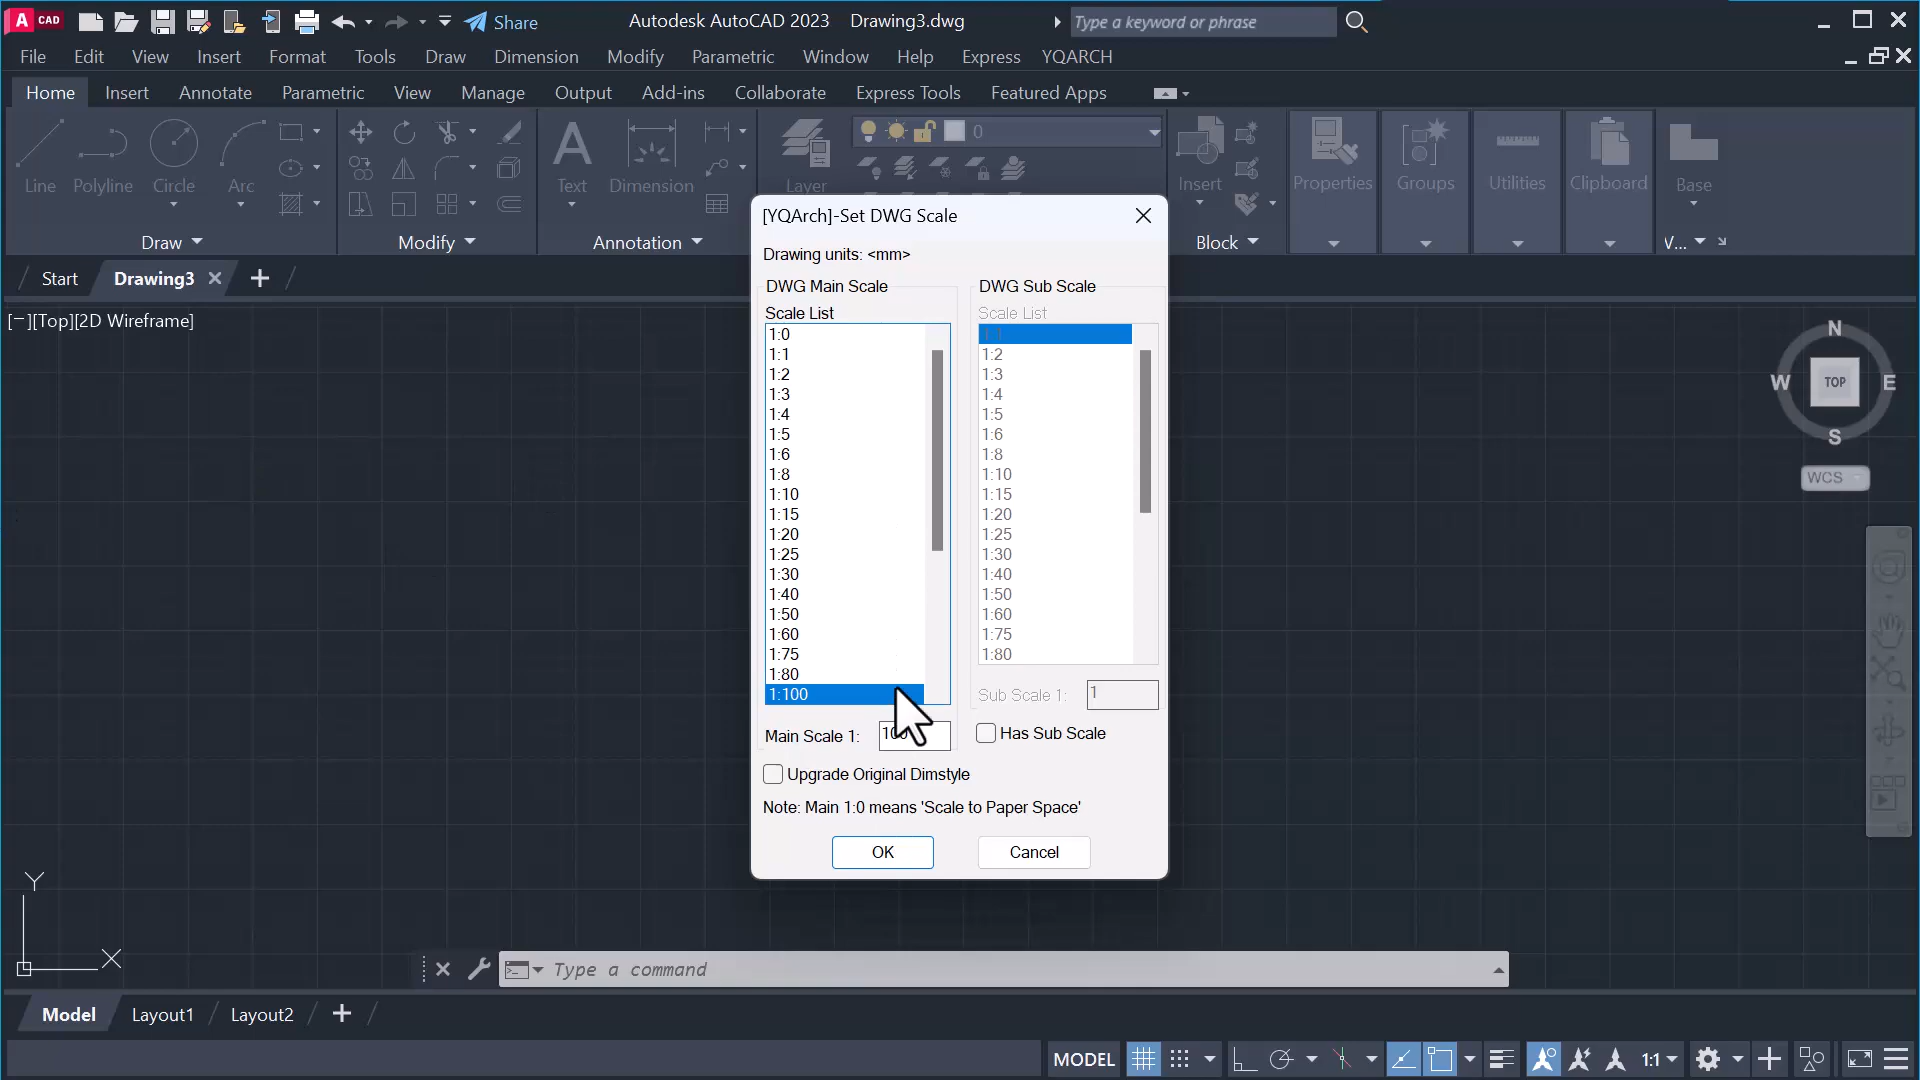 A CAD
Share
Autodesk AutoCAD 2023 Drawing3.dwg
Type a keyword or phrase
File Edit View Insert Format Tools Draw Dimension Modify Parametric Window Help Express YQARCH
Home Insert Annotate Parametric View Manage Output Add-ins Collaborate Express Tools Featured Apps
0
Line Polyline Circle Arc
Text Dimension
Layer
Insert
Properties Groups Utilities Clipboard Base
Draw Modify Annotation Block V...
Start Drawing3
[−][Top][2D Wireframe]
[YQArch]-Set DWG Scale
Drawing units: <mm>
DWG Main Scale
Scale List
1:0
1:1
1:2
1:3
1:4
1:5
1:6
1:8
1:10
1:15
1:20
1:25
1:30
1:40
1:50
1:60
1:75
1:80
1:100
Main Scale 1: 100
DWG Sub Scale
Scale List
1:1
1:2
1:3
1:4
1:5
1:6
1:8
1:10
1:15
1:20
1:25
1:30
1:40
1:50
1:60
1:75
1:80
Sub Scale 1: 1
Has Sub Scale
Upgrade Original Dimstyle
Note: Main 1:0 means 'Scale to Paper Space'
OK Cancel
N
W TOP E
S
WCS
Y
X
Type a command
Model Layout1 Layout2
MODEL 1:1